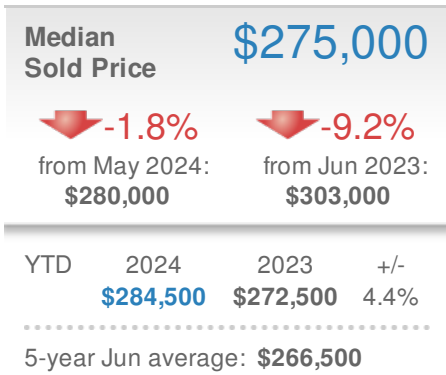 Median
Sold Price
$275,000
-1.8%
-9.2%
from May 2024:
from Jun 2023:
$280,000
$303,000
YTD 2024 2023 +/-
$284,500 $272,500 4.4%
5-year Jun average: $266,500